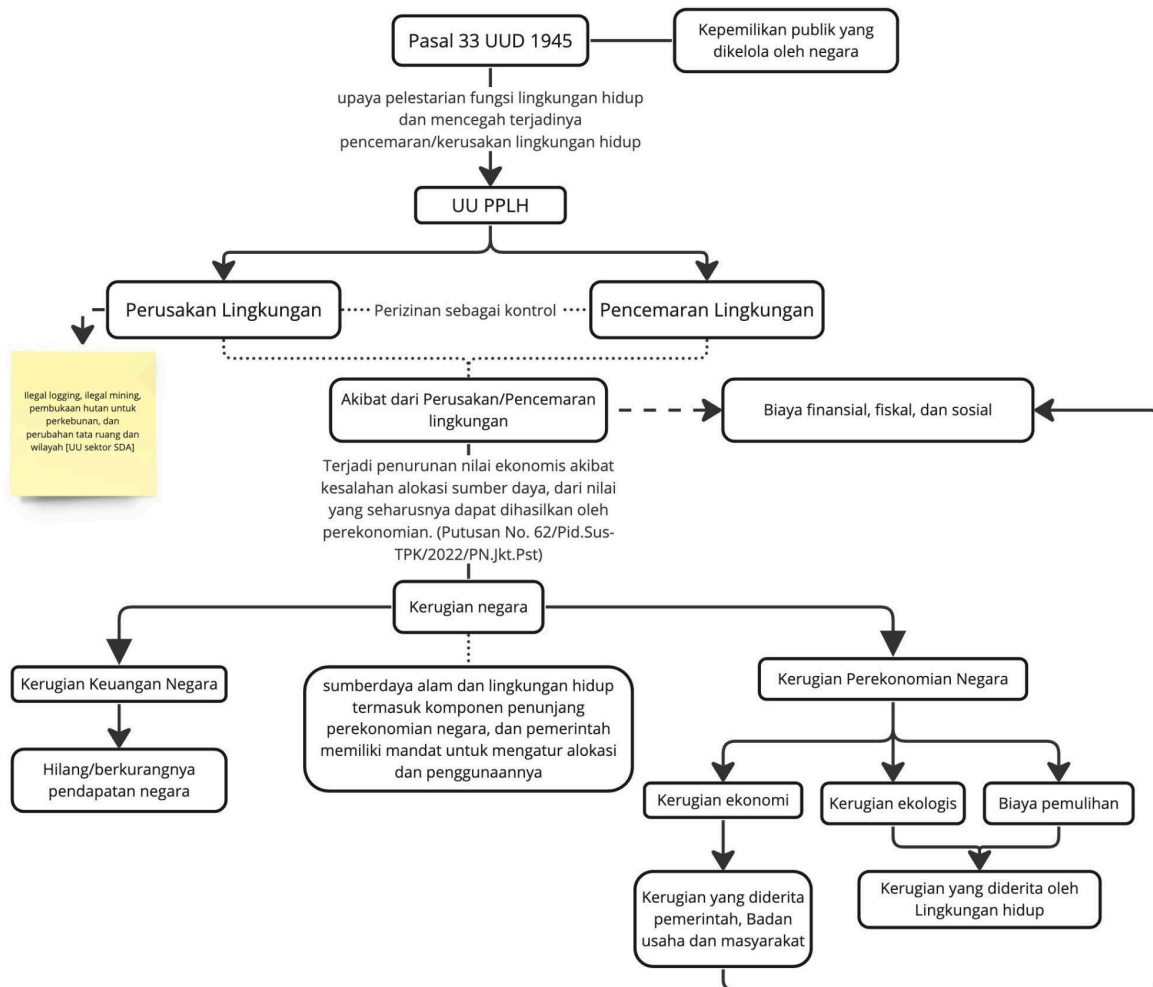 Pasal 33 UUD 1945
Kepemilikan publik yang
dikelola oleh negara
upaya pelestarian fungsi lingkungan hidup
dan mencegah terjadinya
pencemaran/kerusakan lingkungan hidup
UU PPLH
Perusakan Lingkungan
Perizinan sebagai kontrol
Pencemaran Lingkungan
Ilegal logging, ilegal mining,
pembukaan hutan untuk
perkebunan, dan
perubahan tata ruang dan
wilayah [UU sektor SDA]
Akibat dari Perusakan/Pencemaran
lingkungan
Biaya finansial, fiskal, dan sosial
Terjadi penurunan nilai ekonomis akibat
kesalahan alokasi sumber daya, dari nilai
yang seharusnya dapat dihasilkan oleh
perekonomian. (Putusan No. 62/Pid.Sus-
TPK/2022/PN.Jkt.Pst)
Kerugian negara
Kerugian Keuangan Negara
sumberdaya alam dan lingkungan hidup
termasuk komponen penunjang
perekonomian negara, dan pemerintah
memiliki mandat untuk mengatur alokasi
dan penggunaannya
Kerugian Perekonomian Negara
Hilang/berkurangnya
pendapatan negara
Kerugian ekonomi
Kerugian ekologis
Biaya pemulihan
Kerugian yang diderita
pemerintah, Badan
usaha dan masyarakat
Kerugian yang diderita oleh
Lingkungan hidup